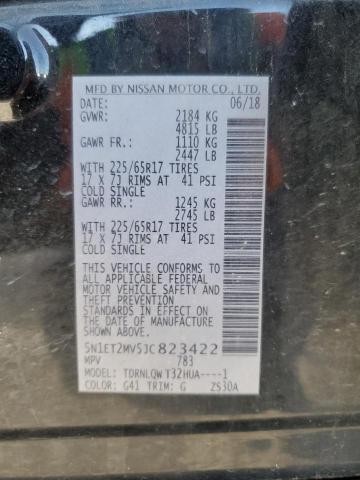 MFD BY NISSAN MOTOR CO., LTD.
DATE: 06/18
GVWR: 2184 KG
4815 LB
GAWR FR.: 1110 KG
2447 LB
WITH 225/65R17 TIRES
17 X 7J RIMS AT 41 PSI
COLD SINGLE
GAWR RR.: 1245 KG
2745 LB
WITH 225/65R17 TIRES
17 X 7J RIMS AT 41 PSI
COLD SINGLE
THIS VEHICLE CONFORMS TO
ALL APPLICABLE FEDERAL
MOTOR VEHICLE SAFETY AND
THEFT PREVENTION
STANDARDS IN EFFECT ON
THE DATE OF MANUFACTURE
SHOWN ABOVE.
5N1ET2MV5JC823422
MPV 783
MODEL: TDRNLQW T32HUA----1
COLOR: G41 TRIM: G ZS30A